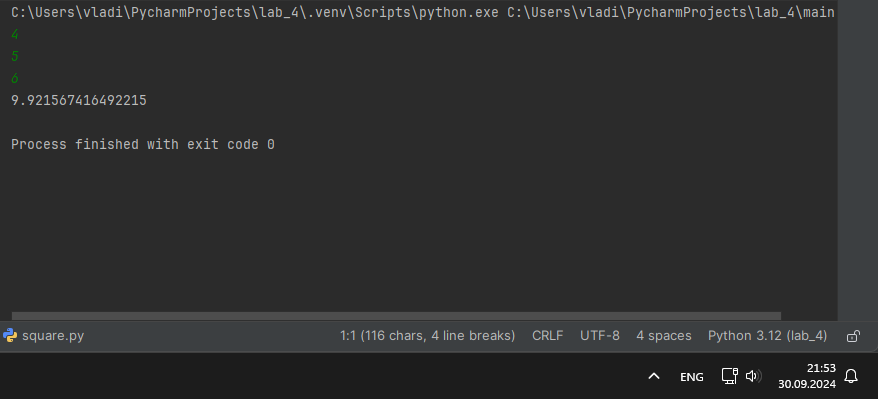 C:\Users\vladi\PycharmProjects\lab_4\.venv\Scripts\python.exe C:\Users\vladi\PycharmProjects\lab_4\main
4
5
6
9.921567416492215
Process finished with exit code 0
square.py 1:1 (116 chars, 4 line breaks) CRLF UTF-8 4 spaces Python 3.12 (lab_4)
ENG 21:53
30.09.2024